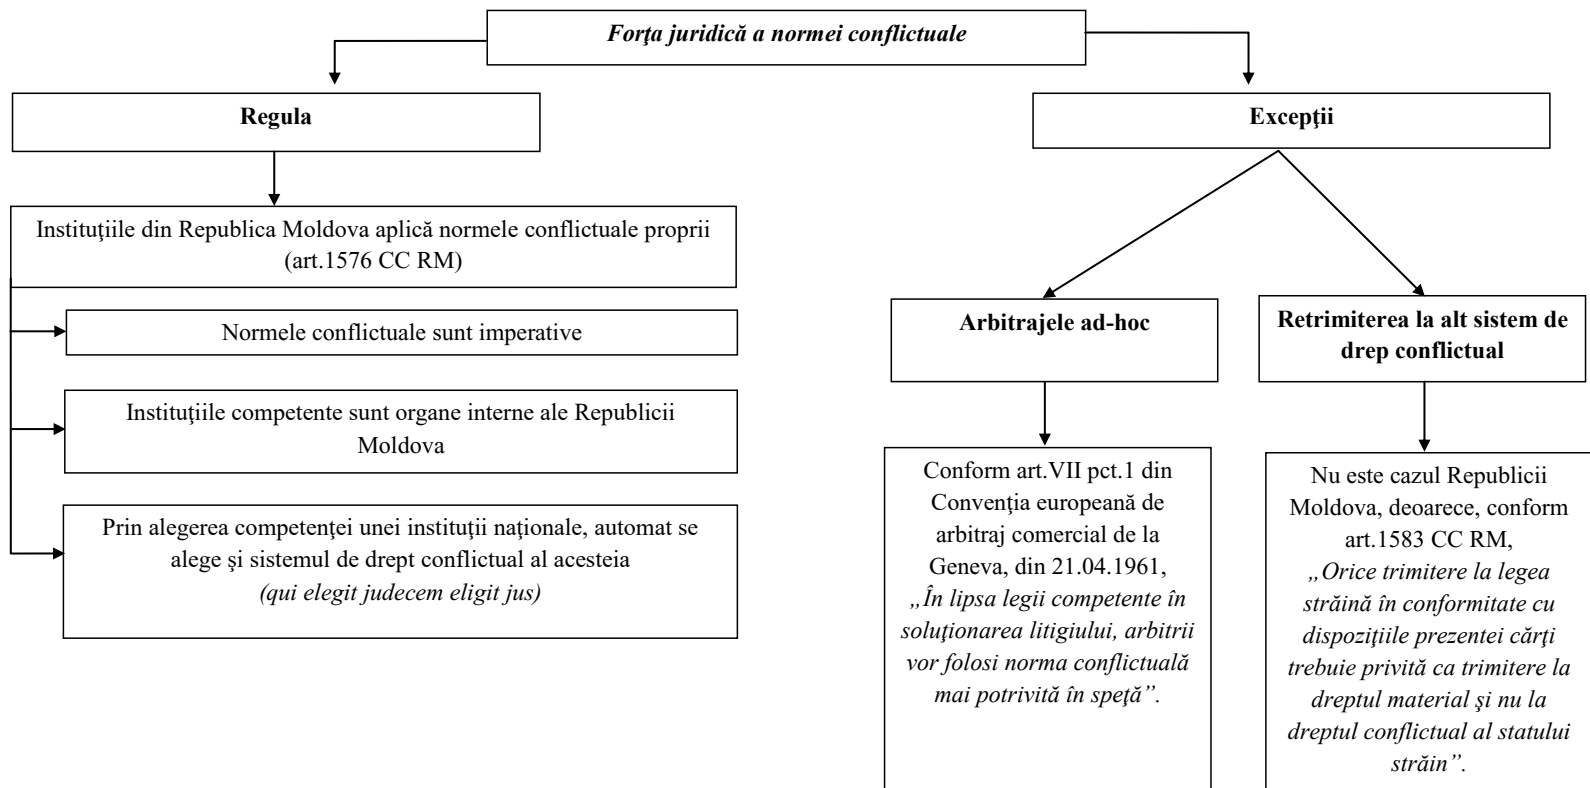 Forţa juridică a normei conflictuale
Regula
Instituţiile din Republica Moldova aplică normele conflictuale proprii
(art.1576 CC RM)
Normele conflictuale sunt imperative
Instituţiile competente sunt organe interne ale Republicii
Moldova
Prin alegerea competenţei unei instituţii naţionale, automat se
alege şi sistemul de drept conflictual al acesteia
(qui elegit judecem eligit jus)
Excepţii
Arbitrajele ad-hoc
Conform art.VII pct.1 din
Convenţia europeană de
arbitraj comercial de la
Geneva, din 21.04.1961,
„În lipsa legii competente în
soluţionarea litigiului, arbitrii
vor folosi norma conflictuală
mai potrivită în speţă”.
Retrimiterea la alt sistem de
drep conflictual
Nu este cazul Republicii
Moldova, deoarece, conform
art.1583 CC RM,
„Orice trimitere la legea
străină în conformitate cu
dispoziţiile prezentei cărţi
trebuie privită ca trimitere la
dreptul material şi nu la
dreptul conflictual al statului
străin”.